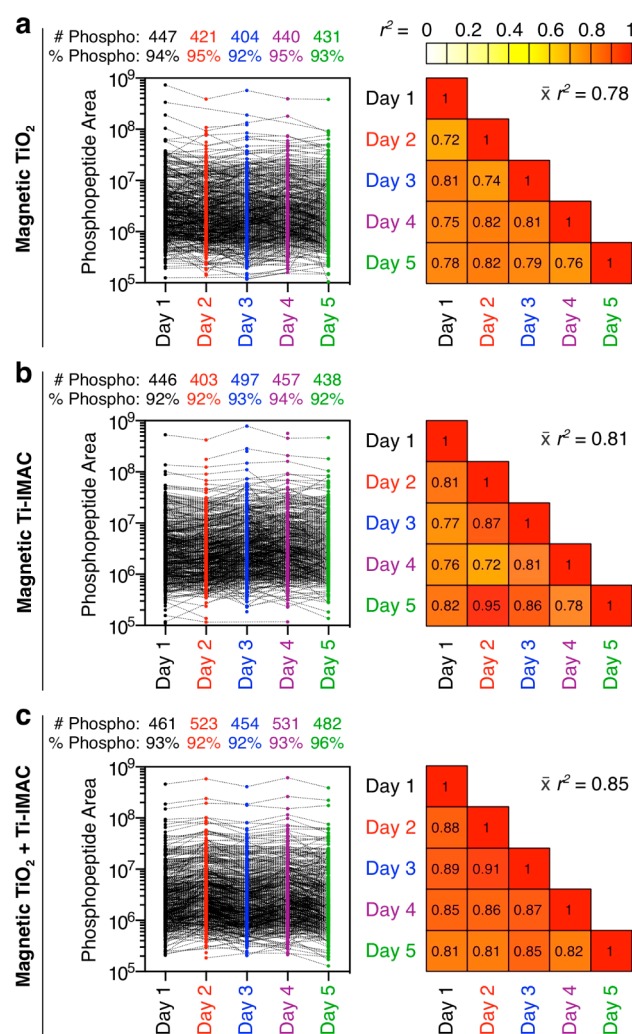 a
# Phospho: 447 421 404 440 431
% Phospho: 94% 95% 92% 95% 93%
Magnetic TiO₂
Phosphopeptide Area
10⁹
10⁸
10⁷
10⁶
10⁵
Day 1 Day 2 Day 3 Day 4 Day 5
r² =
0 0.2 0.4 0.6 0.8 1
x̄ r² = 0.78
Day 1 1
Day 2 0.72 1
Day 3 0.81 0.74 1
Day 4 0.75 0.82 0.81 1
Day 5 0.78 0.82 0.79 0.76 1
Day 1 Day 2 Day 3 Day 4 Day 5
b
# Phospho: 446 403 497 457 438
% Phospho: 92% 92% 93% 94% 92%
Magnetic Ti-IMAC
Phosphopeptide Area
10⁹
10⁸
10⁷
10⁶
10⁵
Day 1 Day 2 Day 3 Day 4 Day 5
x̄ r² = 0.81
Day 1 1
Day 2 0.81 1
Day 3 0.77 0.87 1
Day 4 0.76 0.72 0.81 1
Day 5 0.82 0.95 0.86 0.78 1
Day 1 Day 2 Day 3 Day 4 Day 5
c
# Phospho: 461 523 454 531 482
% Phospho: 93% 92% 92% 93% 96%
Magnetic TiO₂ + Ti-IMAC
Phosphopeptide Area
10⁹
10⁸
10⁷
10⁶
10⁵
Day 1 Day 2 Day 3 Day 4 Day 5
x̄ r² = 0.85
Day 1 1
Day 2 0.88 1
Day 3 0.89 0.91 1
Day 4 0.85 0.86 0.87 1
Day 5 0.81 0.81 0.85 0.82 1
Day 1 Day 2 Day 3 Day 4 Day 5